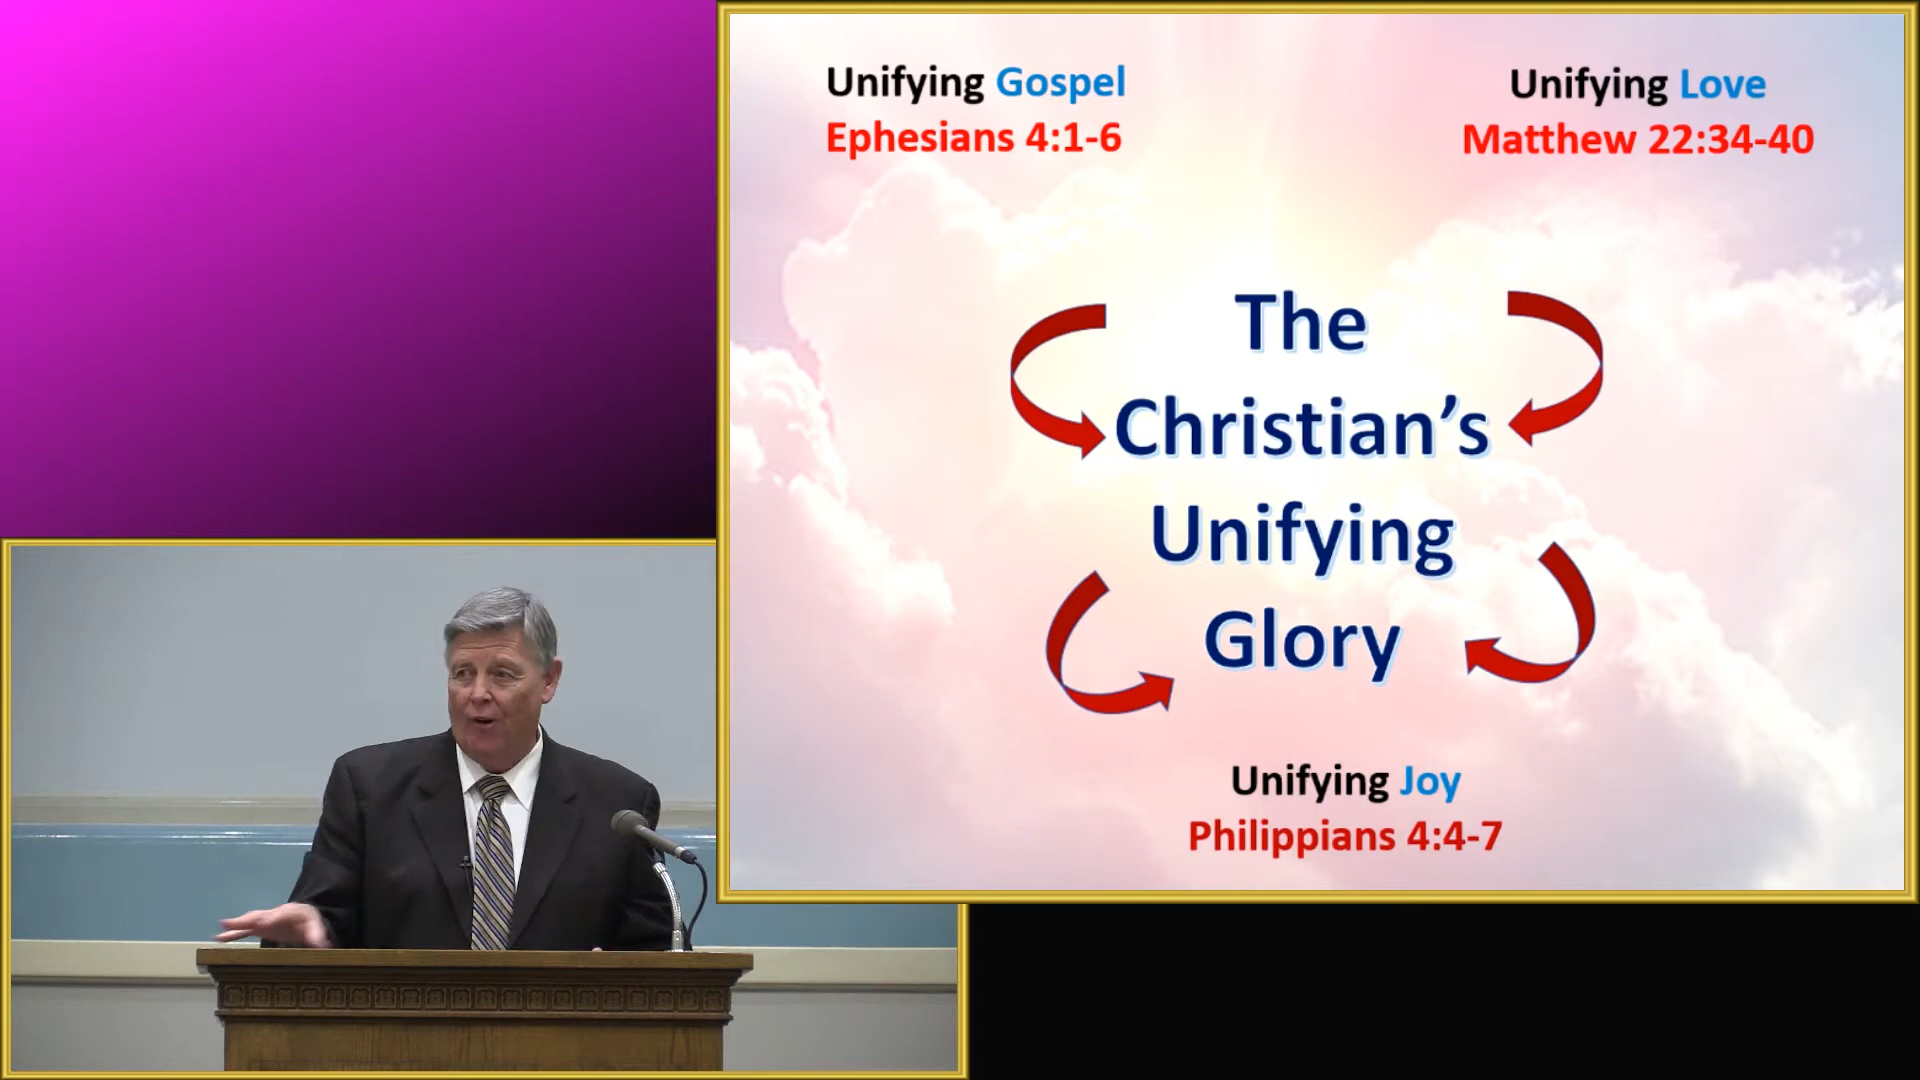 Unifying Gospel
Ephesians 4:1-6
Unifying Love
Matthew 22:34-40
The
Christian’s
Unifying
Glory
Unifying Joy
Philippians 4:4-7